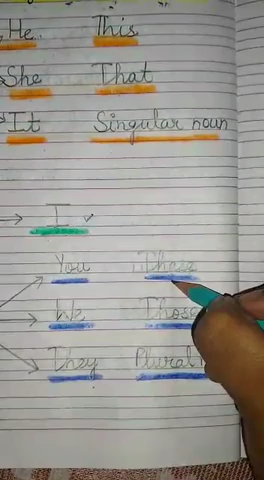 He This
She That
It Singular noun
I
You These
We Those
They Plural